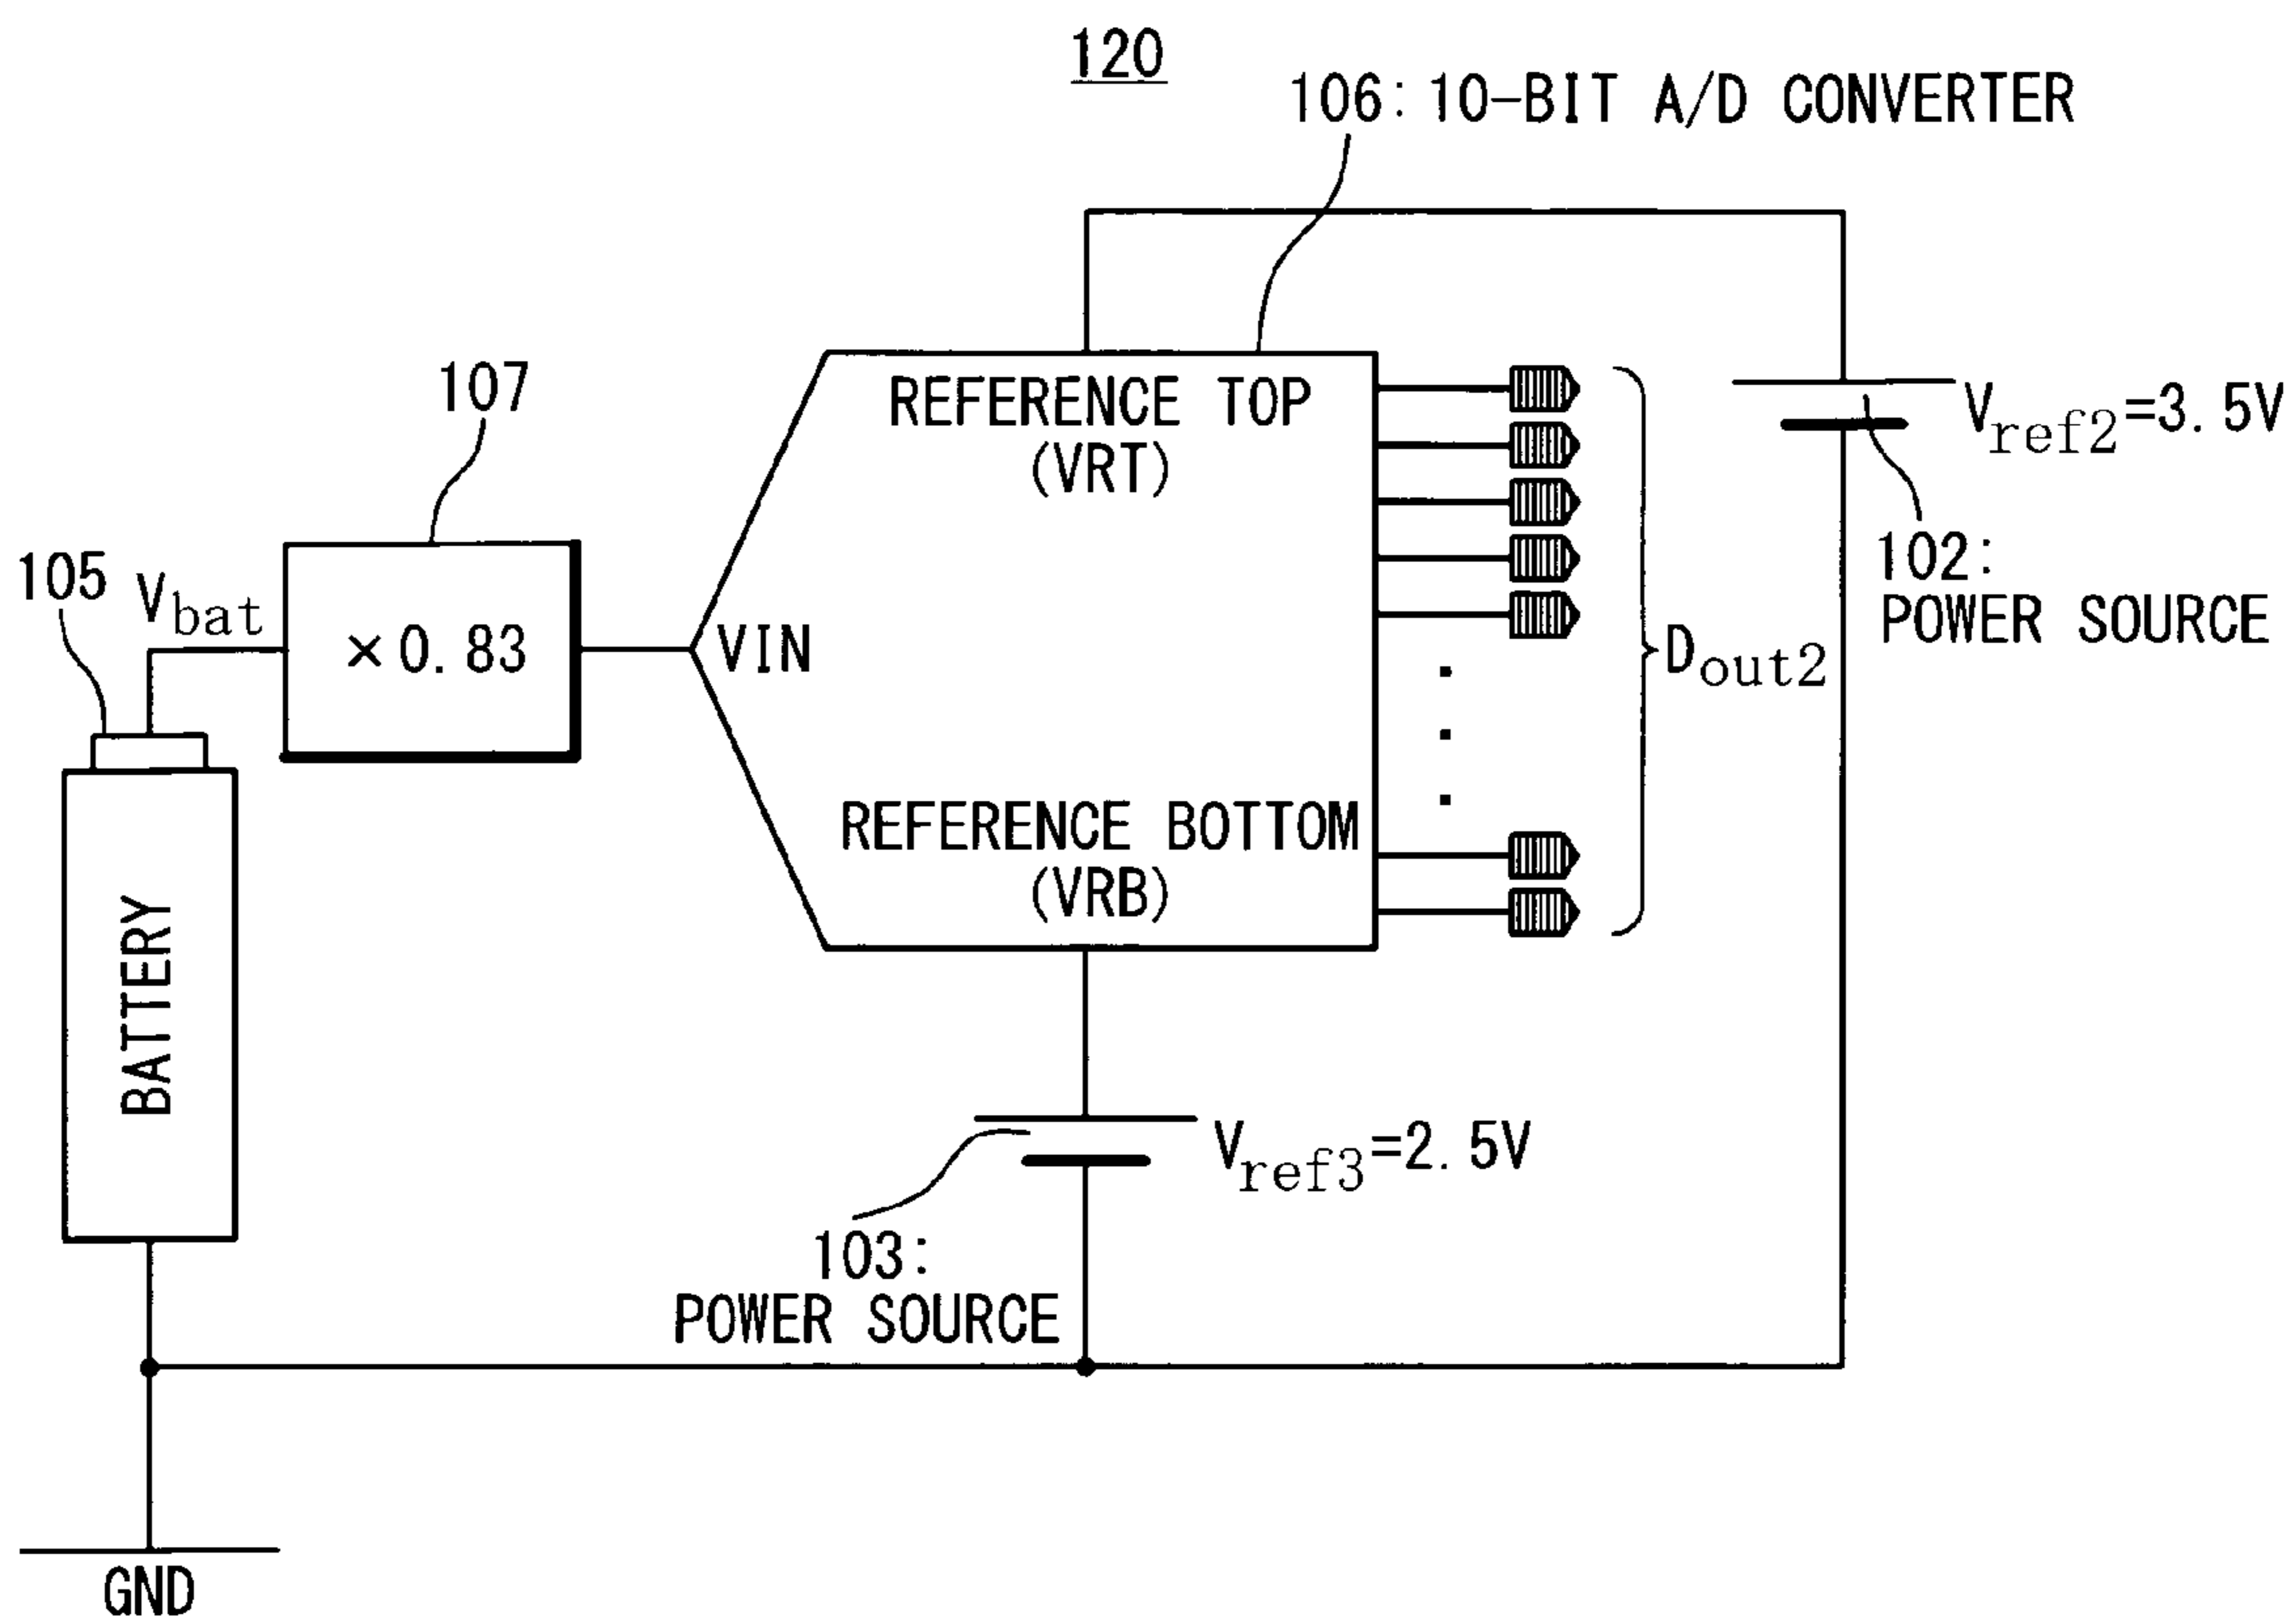 120
106: 10-BIT A/D CONVERTER
107
REFERENCE TOP
(VRT)
Vref2=3.5V
105
Vbat
×0.83
VIN
102:
POWER SOURCE
Dout2
REFERENCE BOTTOM
(VRB)
BATTERY
Vref3=2.5V
103:
POWER SOURCE
GND